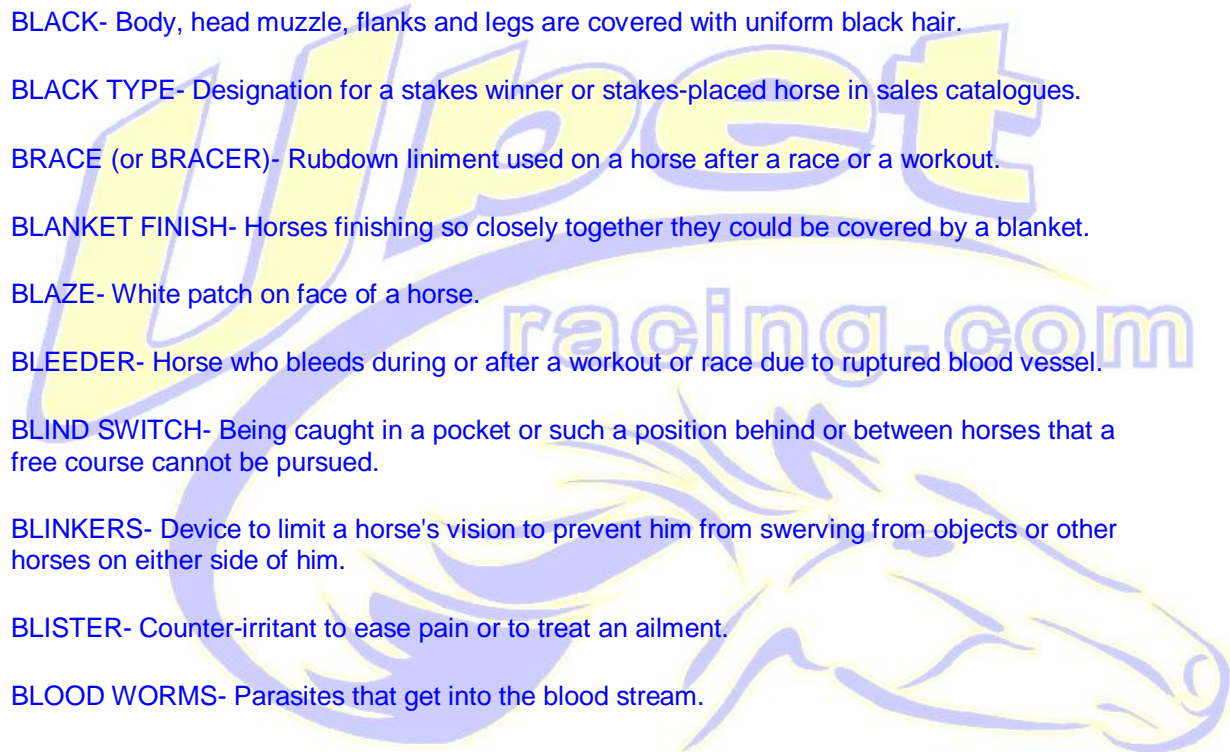 BLACK- Body, head muzzle, flanks and legs are covered with uniform black hair.
BLACK TYPE- Designation for a stakes winner or stakes-placed horse in sales catalogues.
BRACE (or BRACER)- Rubdown liniment used on a horse after a race or a workout.
BLANKET FINISH- Horses finishing so closely together they could be covered by a blanket.
BLAZE- White patch on face of a horse.
BLEEDER- Horse who bleeds during or after a workout or race due to ruptured blood vessel.
BLIND SWITCH- Being caught in a pocket or such a position behind or between horses that a
free course cannot be pursued.
BLINKERS- Device to limit a horse's vision to prevent him from swerving from objects or other
horses on either side of him.
BLISTER- Counter-irritant to ease pain or to treat an ailment.
BLOOD WORMS- Parasites that get into the blood stream.
Upet
racing.com